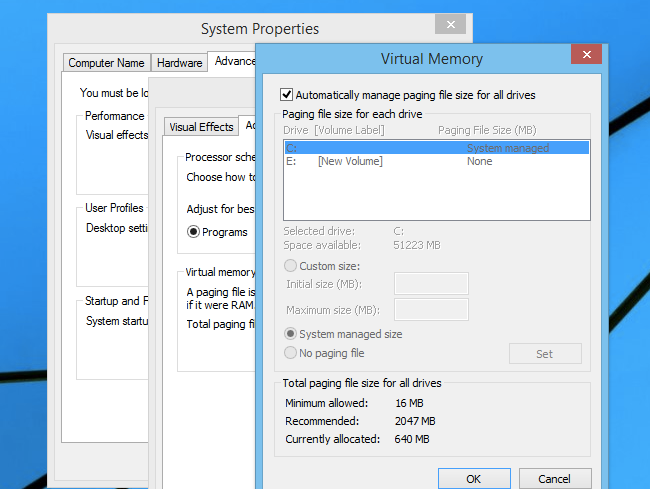 System Properties
Computer Name Hardware Advance
You must be lo
Performance
Visual effects
User Profiles
Desktop setti
Startup and F
System startu
Visual Effects Ad
Processor sche
Choose how to
Adjust for bes
Programs
Virtual memory
A paging file is
if it were RAM
Total paging fil
Virtual Memory
Automatically manage paging file size for all drives
Paging file size for each drive
Drive [Volume Label] Paging File Size (MB)
C: System managed
E: [New Volume] None
Selected drive: C:
Space available: 51223 MB
Custom size:
Initial size (MB):
Maximum size (MB):
System managed size
No paging file Set
Total paging file size for all drives
Minimum allowed: 16 MB
Recommended: 2047 MB
Currently allocated: 640 MB
OK Cancel